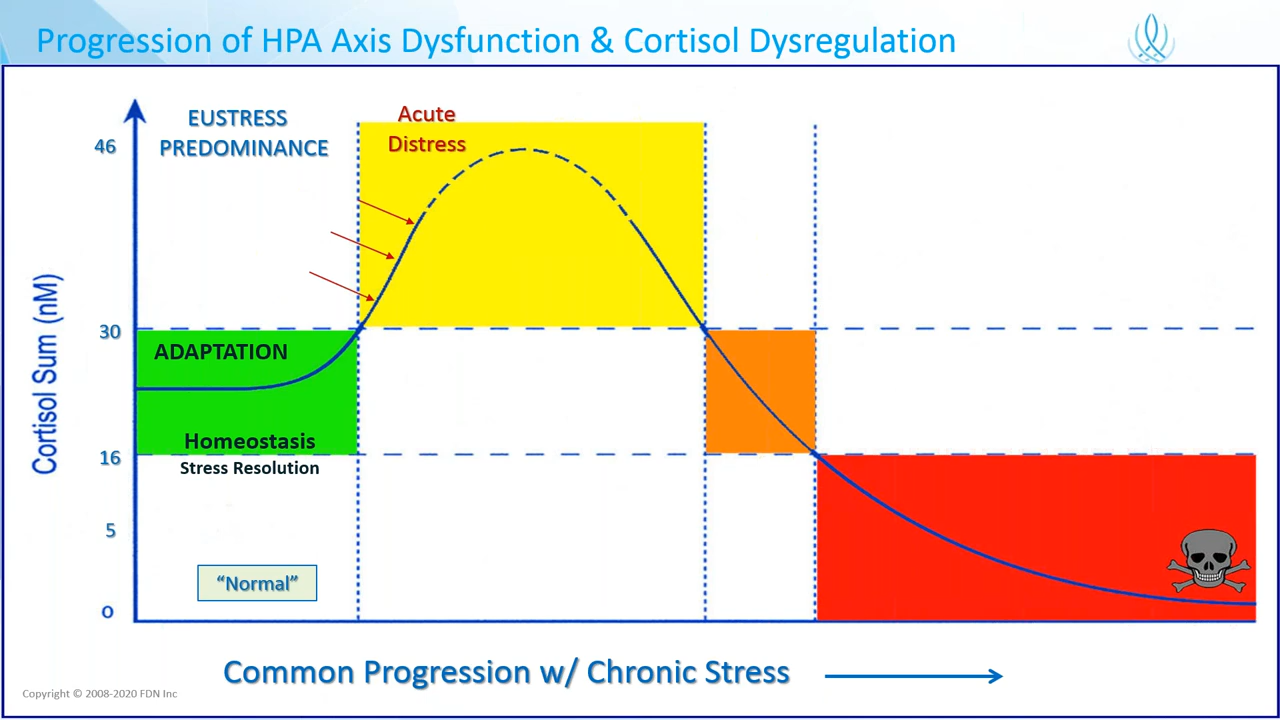 Progression of HPA Axis Dysfunction & Cortisol Dysregulation
EUSTRESS
PREDOMINANCE
Acute
Distress
46
30
16
5
0
Cortisol Sum (nM)
ADAPTATION
Homeostasis
Stress Resolution
“Normal”
Common Progression w/ Chronic Stress
Copyright © 2008-2020 FDN Inc